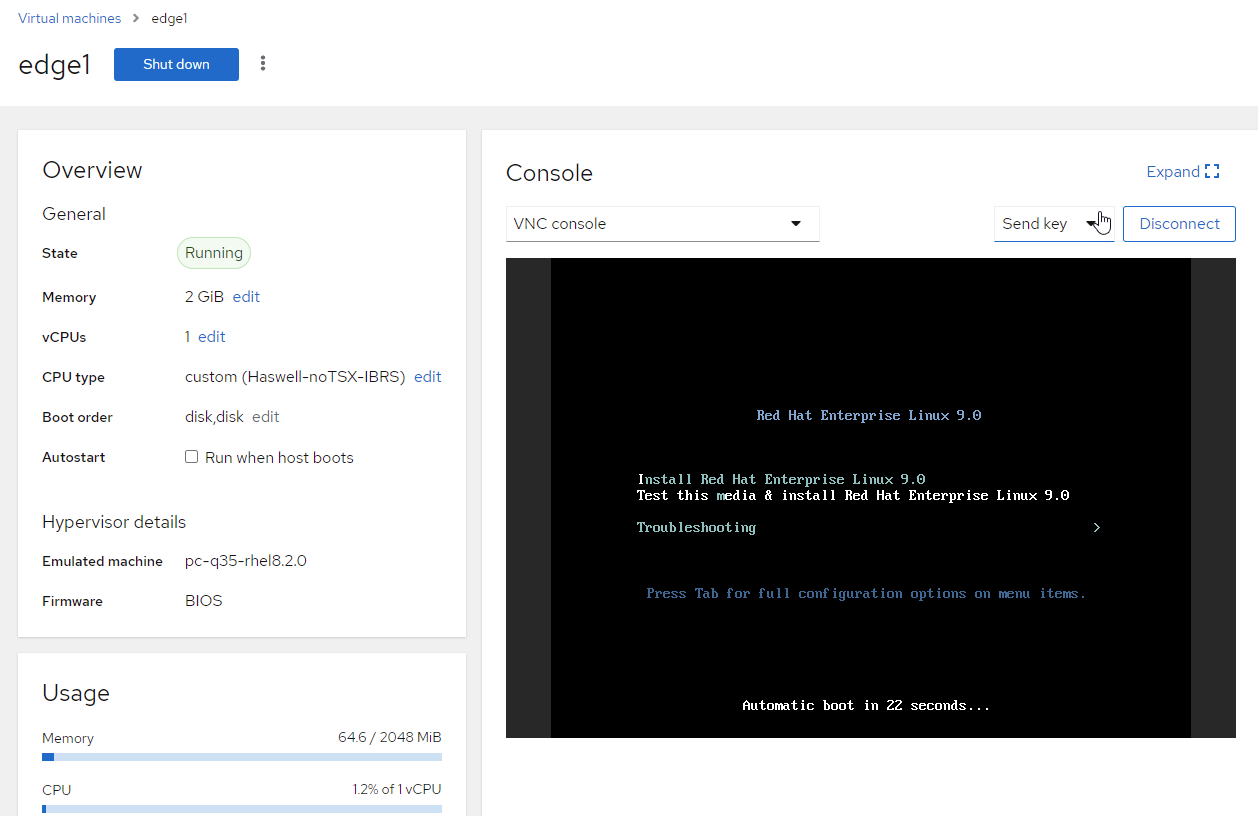 Virtual machines > edge1
edge1 Shut down
Overview
General
State Running
Memory 2 GiB edit
vCPUs 1 edit
CPU type custom (Haswell-noTSX-IBRS) edit
Boot order disk,disk edit
Autostart Run when host boots
Hypervisor details
Emulated machine pc-q35-rhel8.2.0
Firmware BIOS
Usage
Memory 64.6 / 2048 MiB
CPU 1.2% of 1 vCPU
Console Expand
VNC console Send key Disconnect
Red Hat Enterprise Linux 9.0
Install Red Hat Enterprise Linux 9.0
Test this media & install Red Hat Enterprise Linux 9.0
Troubleshooting >
Press Tab for full configuration options on menu items.
Automatic boot in 22 seconds...